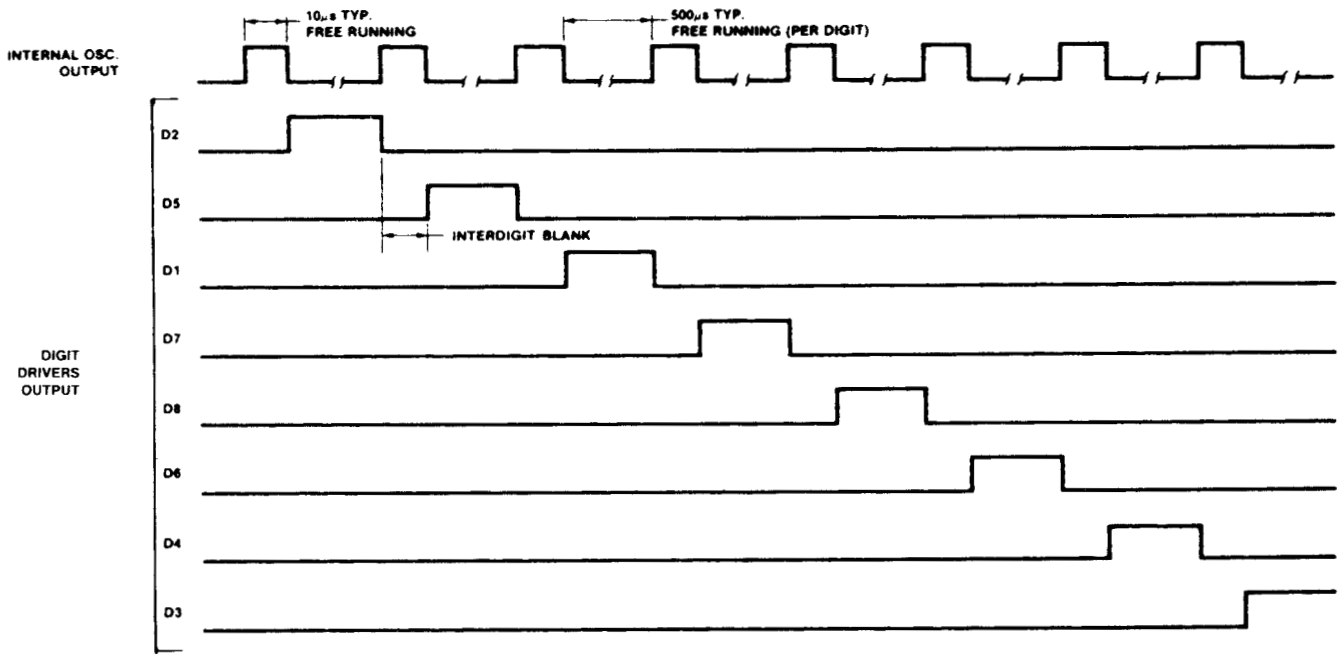 10µs TYP.
FREE RUNNING
500µs TYP.
FREE RUNNING (PER DIGIT)
INTERNAL OSC.
OUTPUT
D2
D5
INTERDIGIT BLANK
D1
D7
DIGIT
DRIVERS
OUTPUT
D8
D6
D4
D3